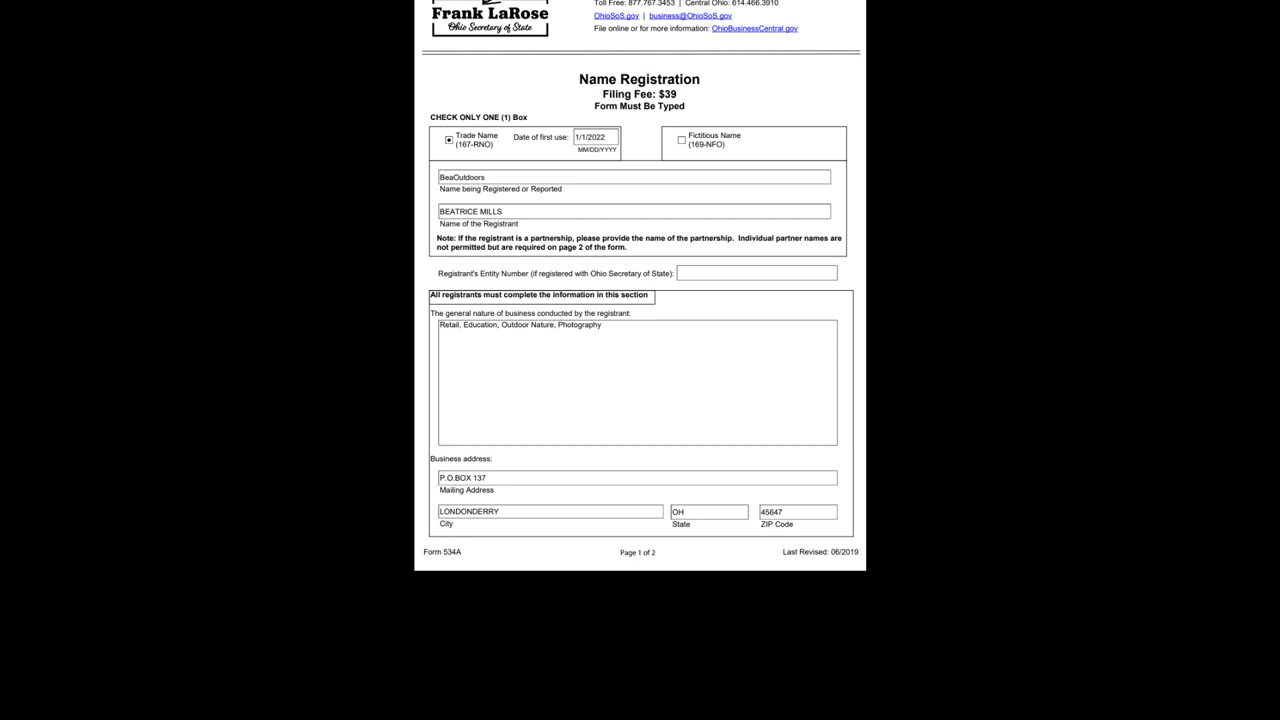 Toll Free: 877.767.3453 | Central Ohio: 614.466.3910
Frank LaRose
Ohio Secretary of State
OhioSoS.gov | business@OhioSoS.gov
File online or for more information: OhioBusinessCentral.gov
Name Registration
Filing Fee: $39
Form Must Be Typed
CHECK ONLY ONE (1) Box
Trade Name
(167-RNO)
Date of first use: 1/1/2022
MM/DD/YYYY
Fictitious Name
(169-NFO)
BeaOutdoors
Name being Registered or Reported
BEATRICE MILLS
Name of the Registrant
Note: If the registrant is a partnership, please provide the name of the partnership. Individual partner names are
not permitted but are required on page 2 of the form.
Registrant's Entity Number (if registered with Ohio Secretary of State):
All registrants must complete the information in this section
The general nature of business conducted by the registrant:
Retail, Education, Outdoor Nature, Photography
Business address:
P.O.BOX 137
Mailing Address
LONDONDERRY OH 45647
City State ZIP Code
Form 534A Page 1 of 2 Last Revised: 06/2019